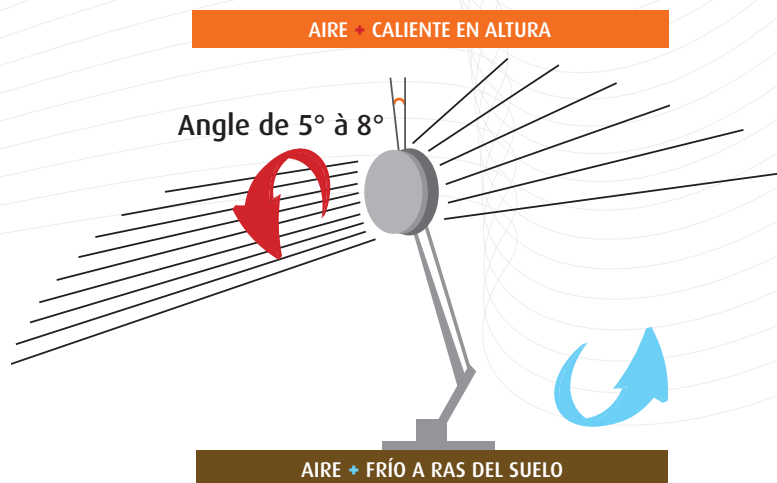 AIRE + CALIENTE EN ALTURA
Angle de 5° à 8°
AIRE + FRÍO A RAS DEL SUELO